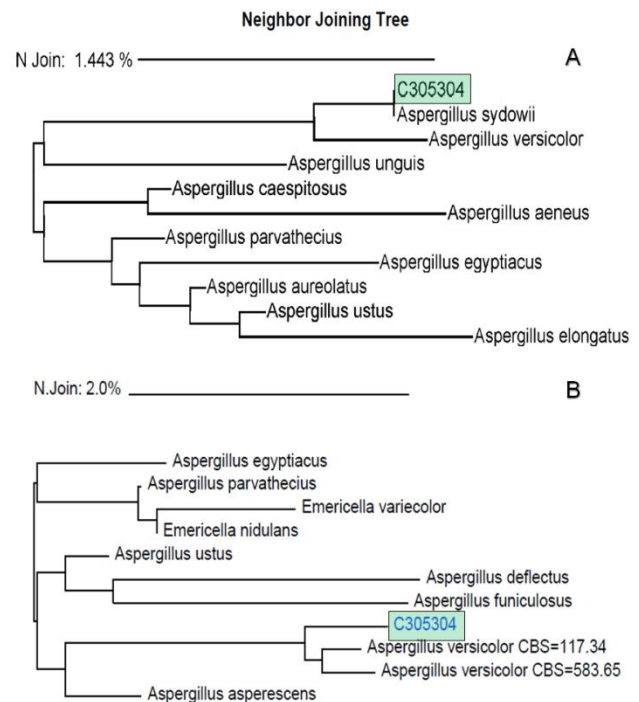 Neighbor Joining Tree
N Join: 1.443 %
A
C305304
Aspergillus sydowii
Aspergillus versicolor
Aspergillus unguis
Aspergillus caespitosus
Aspergillus aeneus
Aspergillus parvathecius
Aspergillus egyptiacus
Aspergillus aureolatus
Aspergillus ustus
Aspergillus elongatus
N.Join: 2.0%
B
Aspergillus egyptiacus
Aspergillus parvathecius
Emericella variecolor
Emericella nidulans
Aspergillus ustus
Aspergillus deflectus
Aspergillus funiculosus
C305304
Aspergillus versicolor CBS=117.34
Aspergillus versicolor CBS=583.65
Aspergillus asperescens